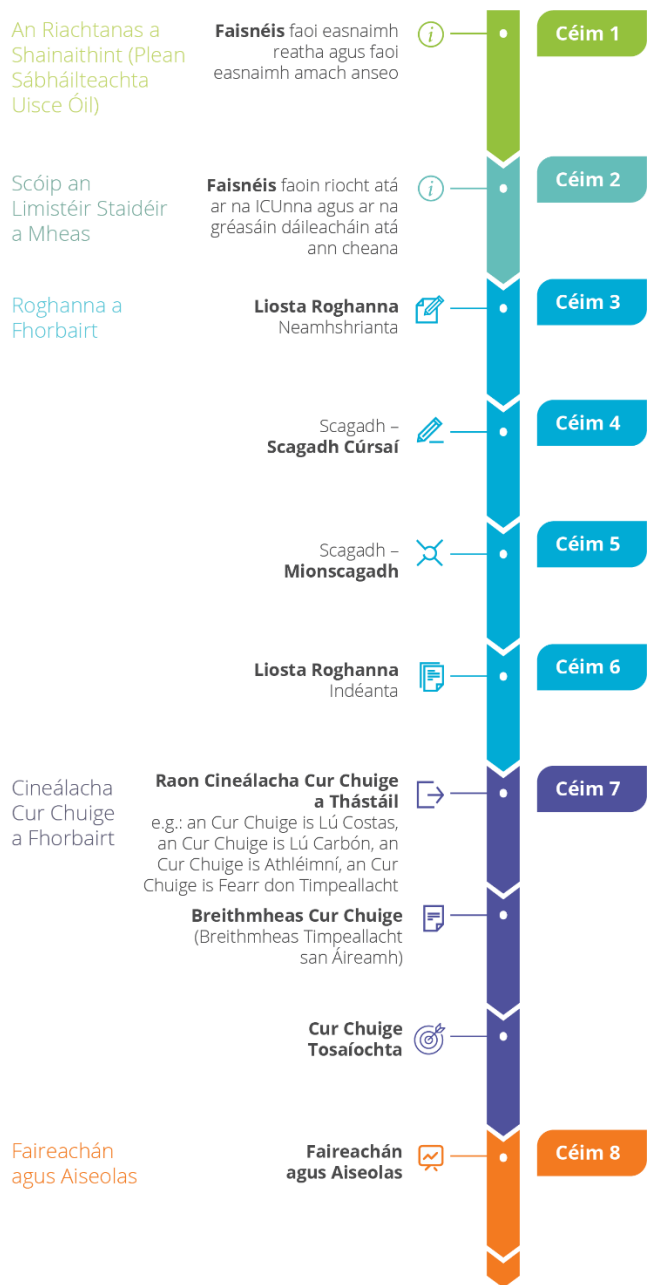 An Riachtanas a
Shainaithint (Plean
Sábháilteachta
Uisce Óil)
Faisnéis faoi easnaimh
reatha agus faoi
easnaimh amach anseo
Céim 1
Scóip an
Limistéir Staidéir
a Mheas
Faisnéis faoin riocht atá
ar na ICUnna agus ar na
gréasáin dáileacháin atá
ann cheana
Céim 2
Roghanna a
Fhorbairt
Liosta Roghanna
Neamhshrianta
Céim 3
Scagadh –
Scagadh Cúrsaí
Céim 4
Scagadh –
Mionscagadh
Céim 5
Liosta Roghanna
Indéanta
Céim 6
Cineálacha
Cur Chuige
a Fhorbairt
Raon Cineálacha Cur Chuige
a Thástáil
e.g.: an Cur Chuige is Lú Costas,
an Cur Chuige is Lú Carbón, an
Cur Chuige is Athléimní, an Cur
Chuige is Fearr don Timpeallacht
Céim 7
Breithmheas Cur Chuige
(Breithmheas Timpeallacht
san Áireamh)
Cur Chuige
Tosaíochta
Faireachán
agus Aiseolas
Faireachán
agus Aiseolas
Céim 8